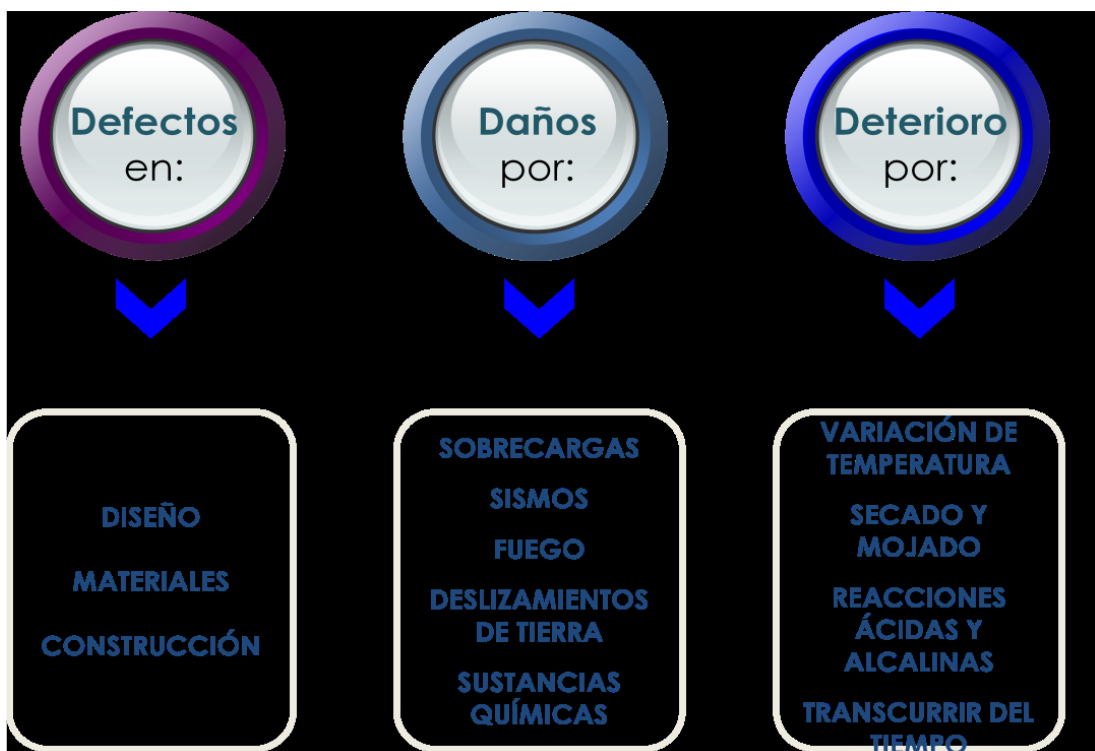 Defectos
en:
DISEÑO
MATERIALES
CONSTRUCCIÓN
Daños
por:
SOBRECARGAS
SISMOS
FUEGO
DESLIZAMIENTOS
DE TIERRA
SUSTANCIAS
QUÍMICAS
Deterioro
por:
VARIACIÓN DE
TEMPERATURA
SECADO Y
MOJADO
REACCIONES
ÁCIDAS Y
ALCALINAS
TRANSCURRIR DEL
TIEMPO